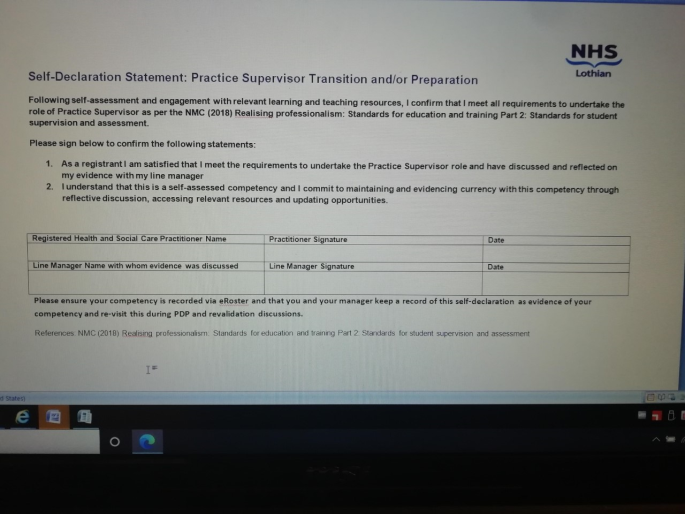 NHS
Lothian
Self-Declaration Statement: Practice Supervisor Transition and/or Preparation
Following self-assessment and engagement with relevant learning and teaching resources, I confirm that I meet all requirements to undertake the
role of Practice Supervisor as per the NMC (2018) Realising professionalism: Standards for education and training Part 2: Standards for student
supervision and assessment.
Please sign below to confirm the following statements:
1. As a registrant I am satisfied that I meet the requirements to undertake the Practice Supervisor role and have discussed and reflected on
my evidence with my line manager
2. I understand that this is a self-assessed competency and I commit to maintaining and evidencing currency with this competency through
reflective discussion, accessing relevant resources and updating opportunities.
Registered Health and Social Care Practitioner Name Practitioner Signature Date
Line Manager Name with whom evidence was discussed Line Manager Signature Date
Please ensure your competency is recorded via eRoster and that you and your manager keep a record of this self-declaration as evidence of your
competency and re-visit this during PDP and revalidation discussions.
References: NMC (2018) Realising professionalism: Standards for education and training Part 2: Standards for student supervision and assessment
States)